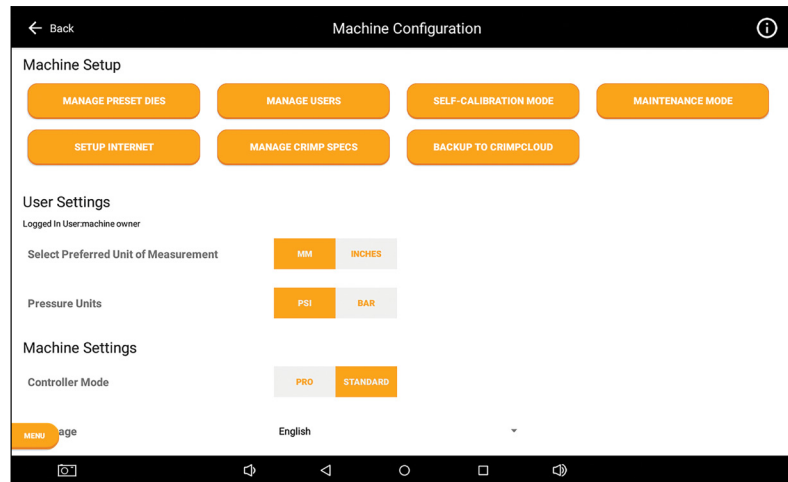 Back
Machine Configuration
Machine Setup
MANAGE PRESET DIES
MANAGE USERS
SELF-CALIBRATION MODE
MAINTENANCE MODE
SETUP INTERNET
MANAGE CRIMP SPECS
BACKUP TO CRIMPCLOUD
User Settings
Logged In User:machine owner
Select Preferred Unit of Measurement
MM
INCHES
Pressure Units
PSI
BAR
Machine Settings
Controller Mode
PRO
STANDARD
MENU
age
English